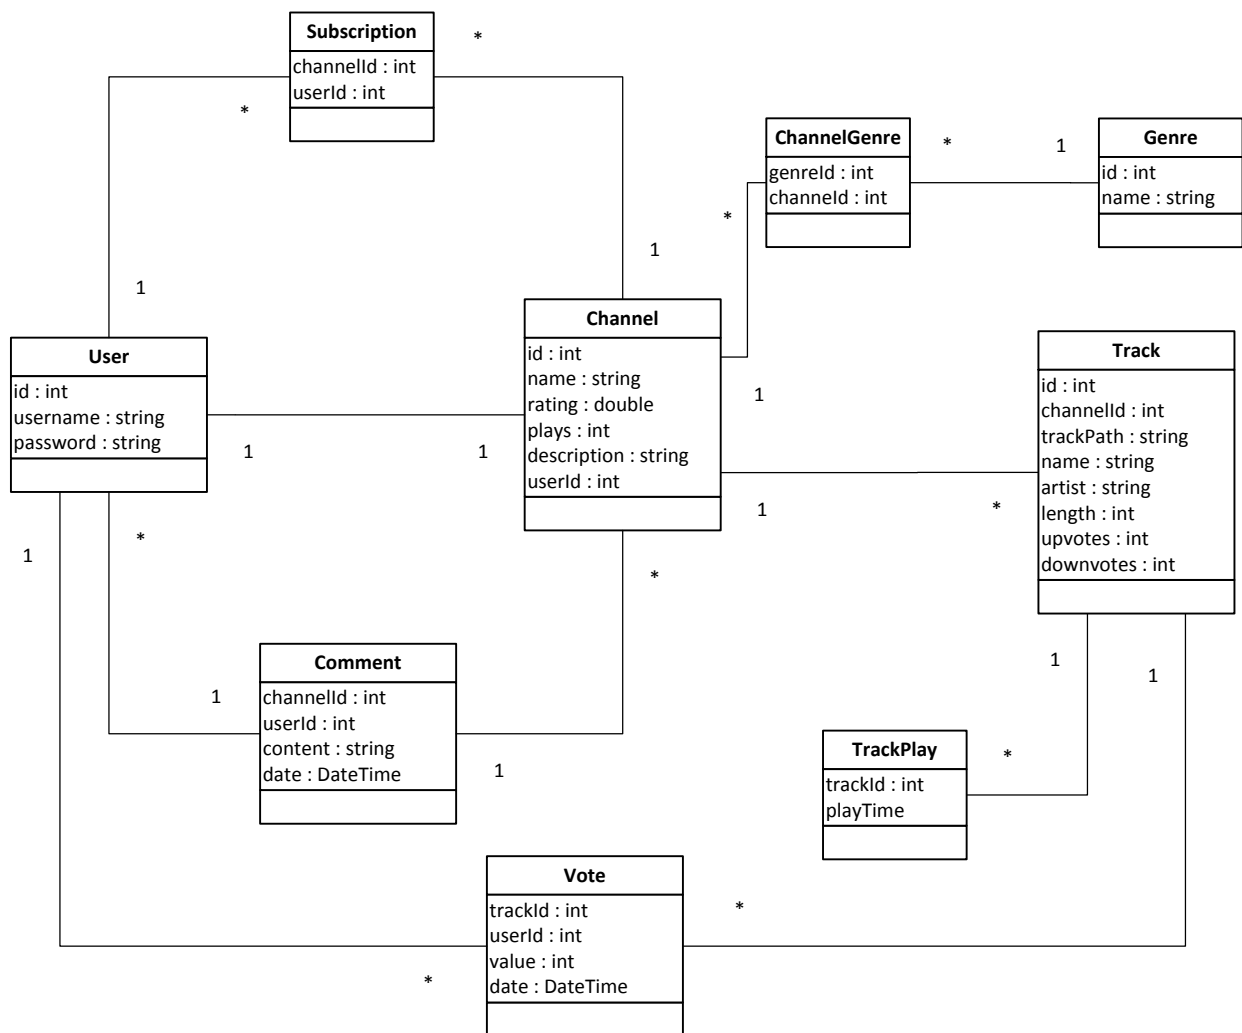 Subscription
channelId : int
userId : int
*
*
1
1
ChannelGenre
genreId : int
channeId : int
*
*
1
1
Genre
id : int
name : string
User
id : int
username : string
password : string
1
1
Channel
id : int
name : string
rating : double
plays : int
description : string
userId : int
1
*
Track
id : int
channelId : int
trackPath : string
name : string
artist : string
length : int
upvotes : int
downvotes : int
1
*
*
1
1
Comment
channelId : int
userId : int
content : string
date : DateTime
1
1
1
*
TrackPlay
trackId : int
playTime
Vote
trackId : int
userId : int
value : int
date : DateTime
*
*